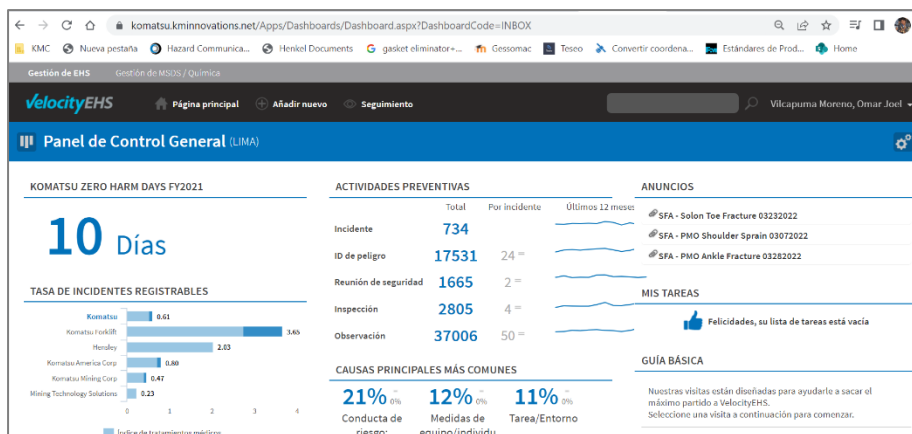 komatsu.kminnovations.net/Apps/Dashboards/Dashboard.aspx?DashboardCode=INBOX
KMC Nueva pestaña Hazard Communica... Henkel Documents gasket eliminator+... Gessomac Teseo Convertir coordena... Estándares de Prod... Home
Gestión de EHS Gestión de MSDS / Química
VelocityEHS Página principal Añadir nuevo Seguimiento Vilcapuma Moreno, Omar Joel
Panel de Control General (LIMA)
KOMATSU ZERO HARM DAYS FY2021
10 Días
TASA DE INCIDENTES REGISTRABLES
Komatsu 0.61
Komatsu Forklift 3.65
Hensley 2.03
Komatsu America Corp 0.80
Komatsu Mining Corp 0.47
Mining Technology Solutions 0.23
0 1 2 3 4
Índice de tratamientos médicos
ACTIVIDADES PREVENTIVAS
Total Por incidente Últimos 12 meses
Incidente 734
ID de peligro 17531 24 =
Reunión de seguridad 1665 2 =
Inspección 2805 4 =
Observación 37006 50 =
CAUSAS PRINCIPALES MÁS COMUNES
21% 0% 12% 0% 11% 0%
Conducta de Medidas de Tarea/Entorno
riesgo: equipo/individu
ANUNCIOS
SFA - Solon Toe Fracture 03232022
SFA - PMO Shoulder Sprain 03072022
SFA - PMO Ankle Fracture 03282022
MIS TAREAS
Felicidades, su lista de tareas está vacía
GUÍA BÁSICA
Nuestras visitas están diseñadas para ayudarle a sacar el
máximo partido a VelocityEHS.
Seleccione una visita a continuación para comenzar.